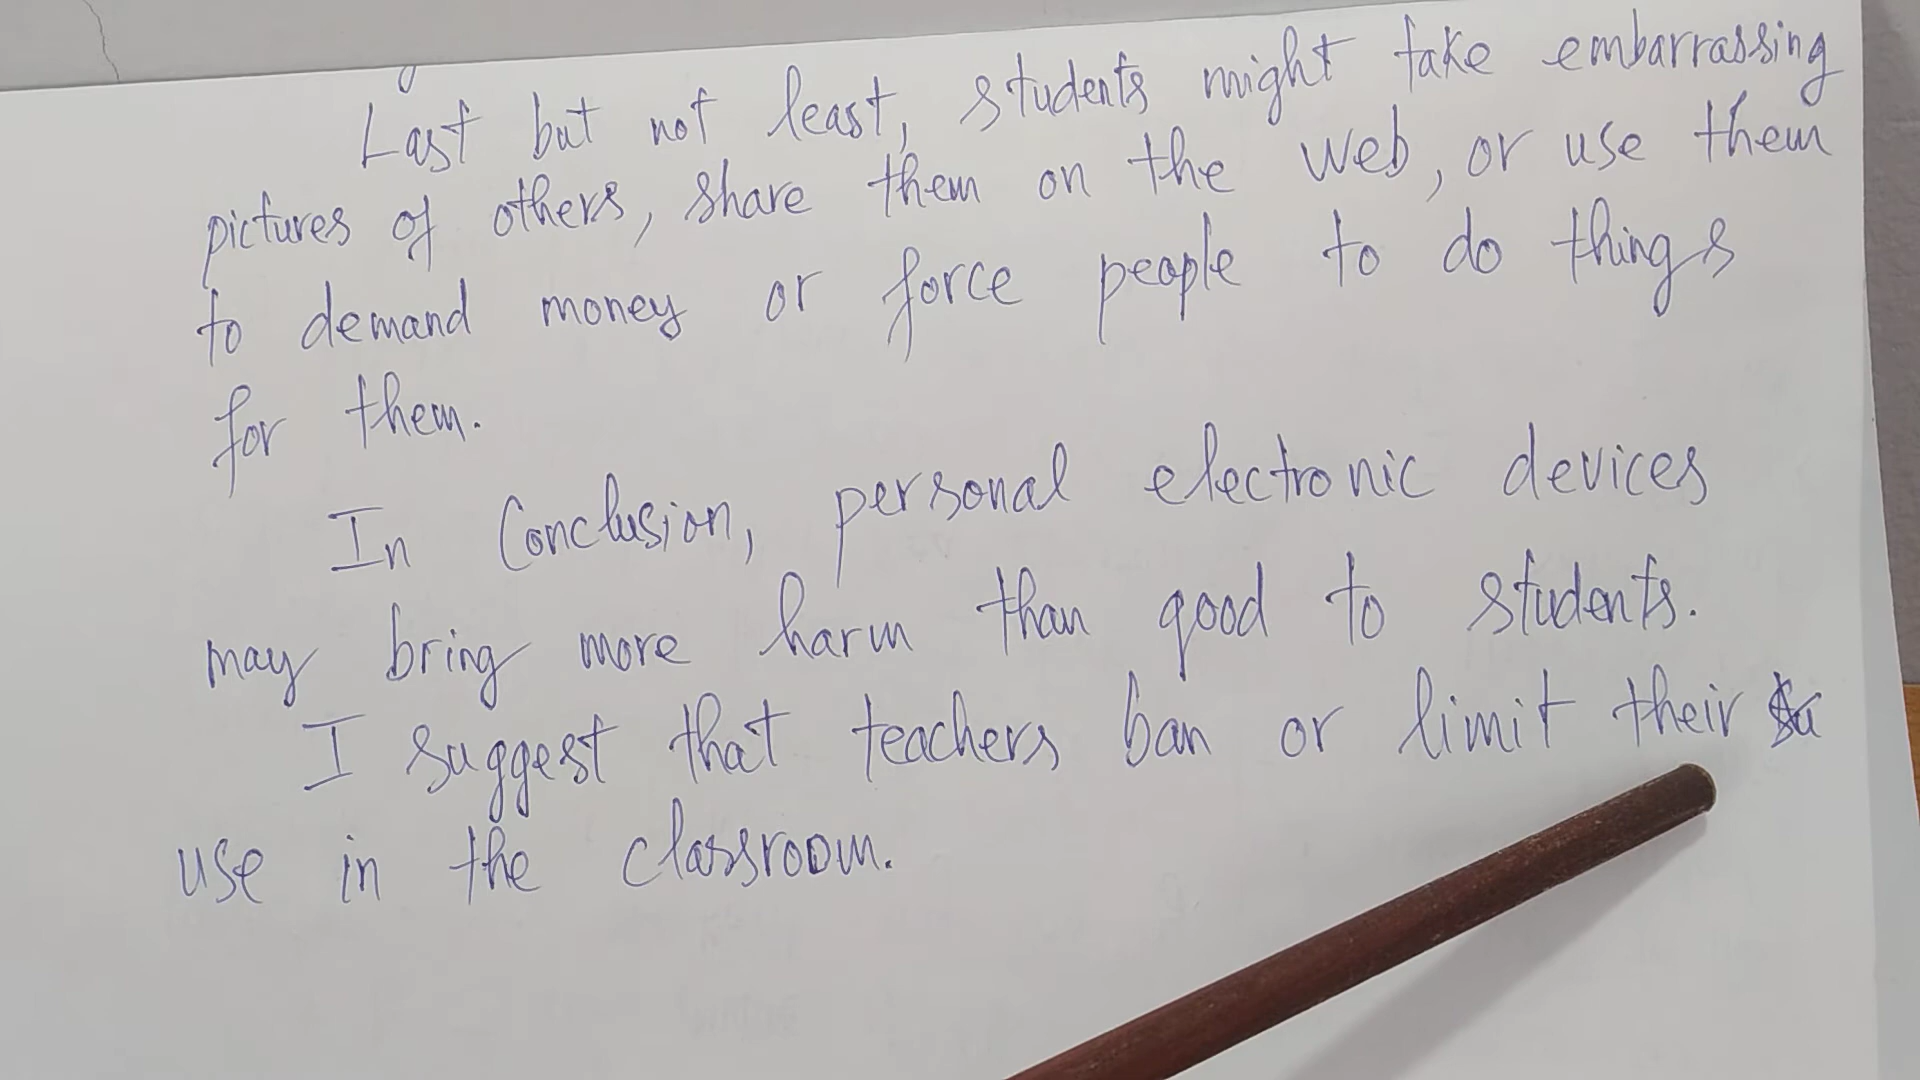 Last but not least, students might take embarrassing
pictures of others, share them on the web, or use them
to demand money or force people to do things
for them.
In Conclusion, personal electronic devices
may bring more harm than good to students.
I suggest that teachers ban or limit their
use in the classroom.